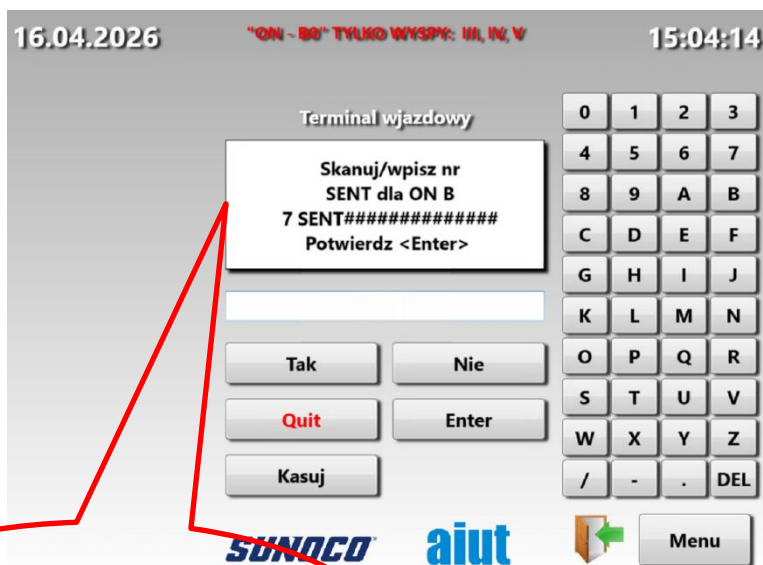 16.04.2026
"ON - B0" TYLKO WYSPY: III, IV, V
15:04:14
Terminal wjazdowy
Skanuj/wpisz nr
SENT dla ON B
7 SENT##############
Potwierdz <Enter>
Tak
Nie
Quit
Enter
Kasuj
0 1 2 3
4 5 6 7
8 9 A B
C D E F
G H I J
K L M N
O P Q R
S T U V
W X Y Z
/ - . DEL
SUNOCO
aiut
Menu